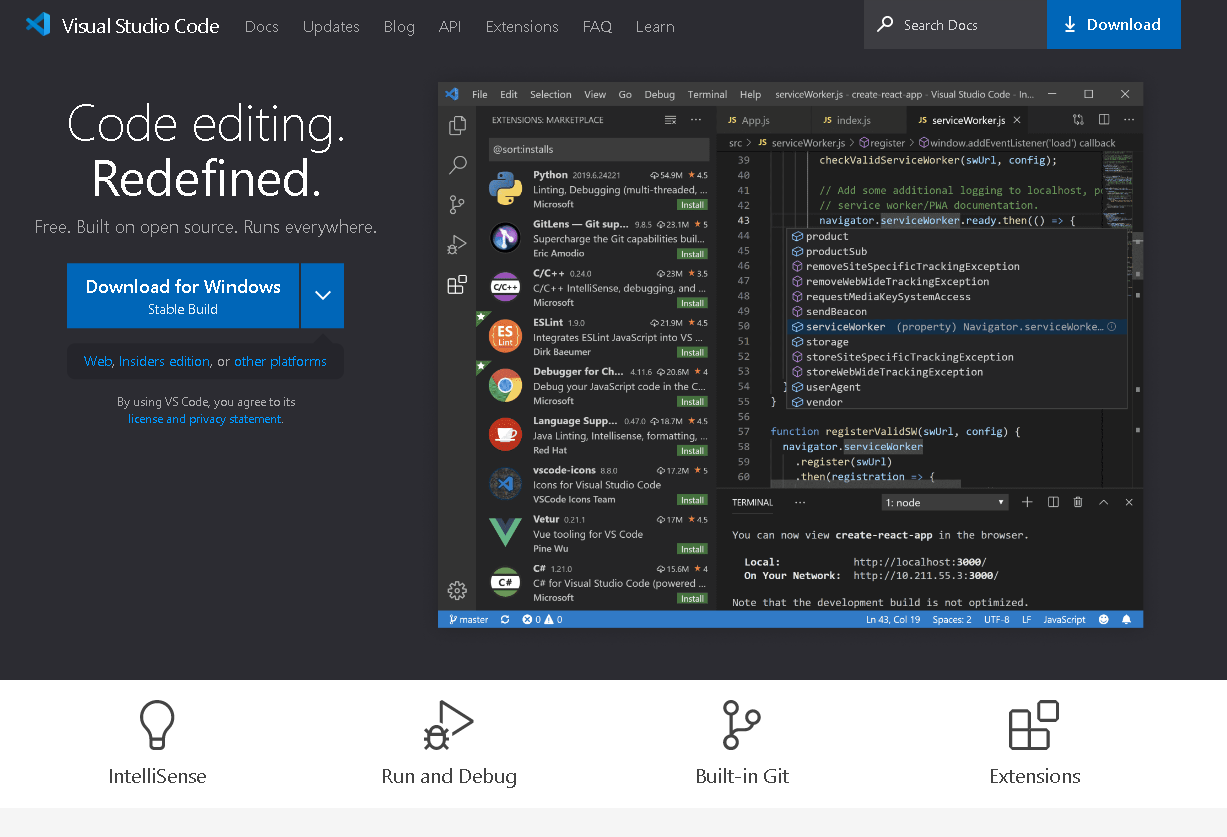 Visual Studio Code Docs Updates Blog API Extensions FAQ Learn Search Docs Download
Code editing.
Redefined.
Free. Built on open source. Runs everywhere.
Download for Windows
Stable Build
Web, Insiders edition, or other platforms
By using VS Code, you agree to its
license and privacy statement.
File Edit Selection View Go Debug Terminal Help serviceWorker.js - create-react-app - Visual Studio Code - In...
EXTENSIONS: MARKETPLACE
@sort:installs
Python 2019.6.24221 54.9M 4.5
Linting, Debugging (multi-threaded, ...
Microsoft Install
GitLens — Git sup... 9.8.5 23.1M 5
Supercharge the Git capabilities buil...
Eric Amodio Install
C/C++ C/C++ 0.24.0 23M 3.5
C/C++ IntelliSense, debugging, and ...
Microsoft Install
ESLint 1.9.0 21.9M 4.5
ES Lint Integrates ESLint JavaScript into VS ...
Dirk Baeumer Install
Debugger for Ch... 4.11.6 20.6M 4
Debug your JavaScript code in the C...
Microsoft Install
Language Supp... 0.47.0 18.7M 4.5
Java Linting, Intellisense, formatting, ...
Red Hat Install
vscode-icons 8.8.0 17.2M 5
Icons for Visual Studio Code
VSCode Icons Team Install
Vetur 0.21.1 17M 4.5
Vue tooling for VS Code
Pine Wu Install
C# 1.21.0 15.6M 4
C# C# for Visual Studio Code (powered ...
Microsoft Install
JS App.js JS index.js JS serviceWorker.js
src > JS serviceWorker.js > register > window.addEventListener('load') callback
39 checkValidServiceWorker(swUrl, config);
40
41 // Add some additional logging to localhost, po
42 // service worker/PWA documentation.
43 navigator.serviceWorker.ready.then(() => {
44 product
45 productSub
46 removeSiteSpecificTrackingException
47 removeWebWideTrackingException
48 requestMediaKeySystemAccess
49 sendBeacon
50 serviceWorker (property) Navigator.serviceWorke...
51 storage
52 storeSiteSpecificTrackingException
53 storeWebWideTrackingException
54 } userAgent
55 } vendor
56
57 function registerValidSW(swUrl, config) {
58 navigator.serviceWorker
59 .register(swUrl)
60 .then(registration => {
TERMINAL ... 1: node
You can now view create-react-app in the browser.
Local: http://localhost:3000/
On Your Network: http://10.211.55.3:3000/
Note that the development build is not optimized.
master 0 0 Ln 43, Col 19 Spaces: 2 UTF-8 LF JavaScript
IntelliSense Run and Debug Built-in Git Extensions